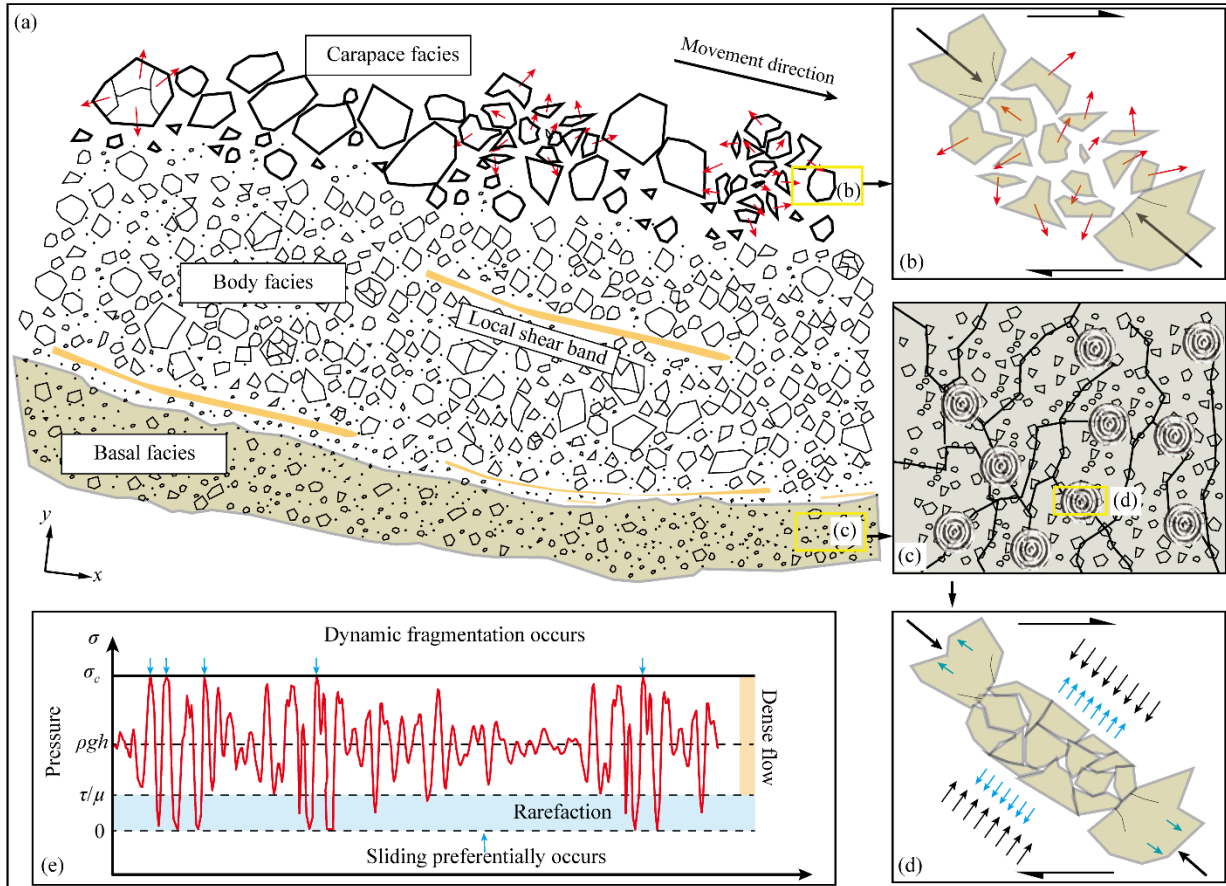 (a)
Carapace facies
Movement direction
(b)
Body facies
Local shear band
Basal facies
(c)
y
x
(b)
(d)
(c)
Dynamic fragmentation occurs
σ
σc
ρgh
τ/μ
0
Pressure
Dense flow
Rarefaction
Sliding preferentially occurs
(e)
(d)